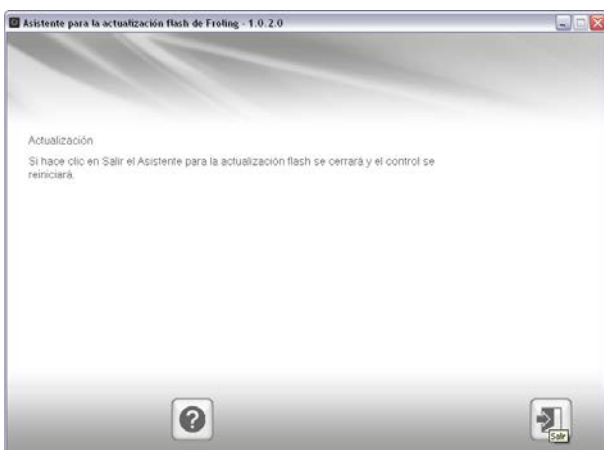 Asistente para la actualización flash de Froling - 1.0.2.0
Actualización
Si hace clic en Salir el Asistente para la actualización flash se cerrará y el control se
reiniciará.
?
Salir